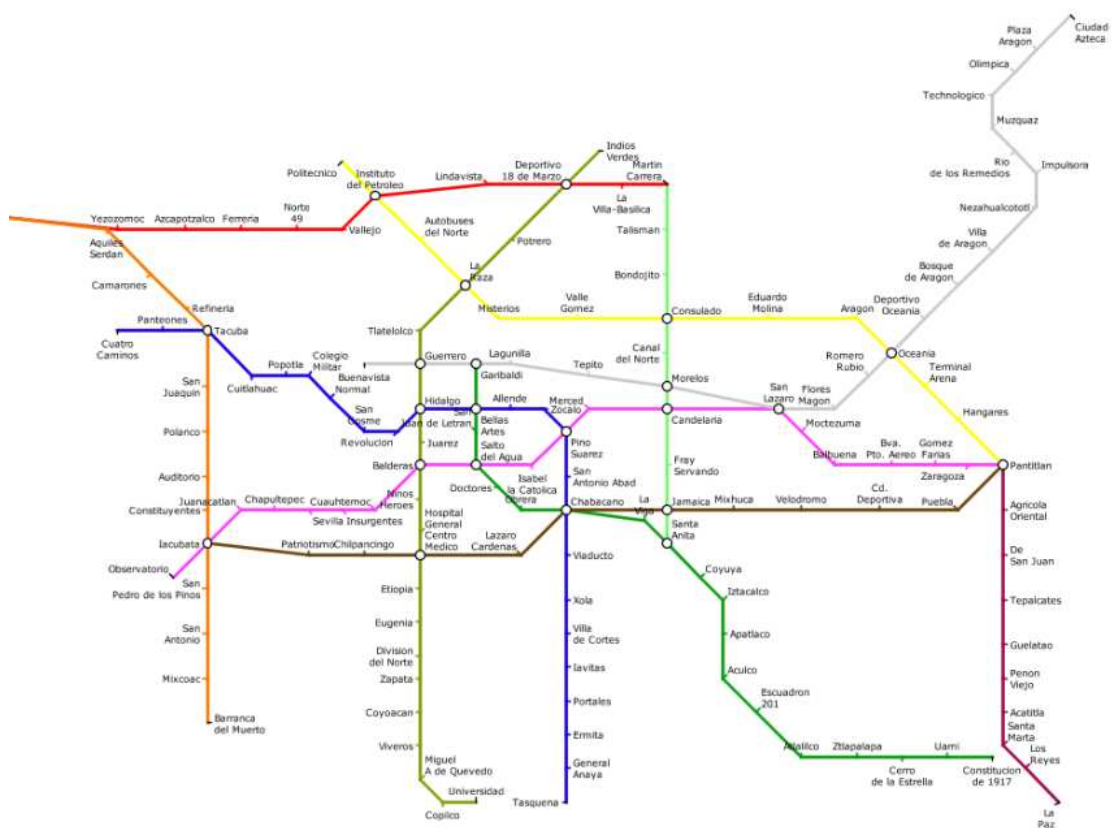 Ciudad
Azteca
Plaza
Aragon
Olimpica
Technologico
Muzquaz
Rio
de los Remedios
Impulsora
Nezahualcototl
Villa
de Aragon
Bosque
de Aragon
Deportivo
Oceania
Oceania
Romero
Rubio
Flores
Magon
San
Lazaro
Indios
Verdes
Politecnico
Instituto
del Petroleo
Lindavista
Deportivo
18 de Marzo
Martin
Carrera
La
Villa-Basilica
Yezozomoc
Azcapotzalco
Ferreria
Norte
49
Vallejo
Autobuses
del Norte
Potrero
Talisman
Aquiles
Serdan
Camarones
Refineria
La
Raza
Bondojito
Misterios
Valle
Gomez
Consulado
Eduardo
Molina
Aragon
Panteones
Cuatro
Caminos
Tacuba
Tlatelolco
Canal
del Norte
Terminal
Arena
Hangares
Cuitlahuac
Popotla
Colegio
Militar
Buenavista
Normal
Guerrero
Garibaldi
Lagunilla
Tepito
Morelos
San
Juaquin
San
Cosme
Revolucion
Hidalgo
San
Juan de Letran
Allende
Bellas
Artes
Merced
Zocalo
Candelaria
Moctezuma
Polanco
Juarez
Salto
del Agua
Pino
Suarez
Balbuena
Bva.
Pto. Aereo
Gomez
Farias
Zaragoza
Pantitlan
Auditorio
Balderas
Doctores
Isabel
la Catolica
San
Antonio Abad
Fray
Servando
Juanacatlan
Constituyentes
Chapultepec
Cuauhtemoc
Sevilla
Insurgentes
Ninos
Heroes
Obrera
Chabacano
La
Viga
Jamaica
Mixhuca
Velodromo
Cd.
Deportiva
Puebla
Agricola
Oriental
Iacubata
Observatorio
Patriotismo
Chilpancingo
Hospital
General
Centro
Medico
Lazaro
Cardenas
Santa
Anita
Viaducto
De
San Juan
San
Pedro de los Pinos
Etiopia
Xola
Coyuya
Iztacalco
Tepalcates
San
Antonio
Eugenia
Villa
de Cortes
Apatlaco
Guelatao
Mixcoac
Division
del Norte
Zapata
Iavitas
Aculco
Penon
Viejo
Barranca
del Muerto
Coyoacan
Portales
Escuadron
201
Acatitla
Viveros
Ermita
Atlalilco
Ztlapalapa
Uarni
Santa
Marta
Los
Reyes
Miguel
A de Quevedo
General
Anaya
Cerro
de la Estrella
Constitucion
de 1917
Universidad
Copilco
Tasquena
La
Paz